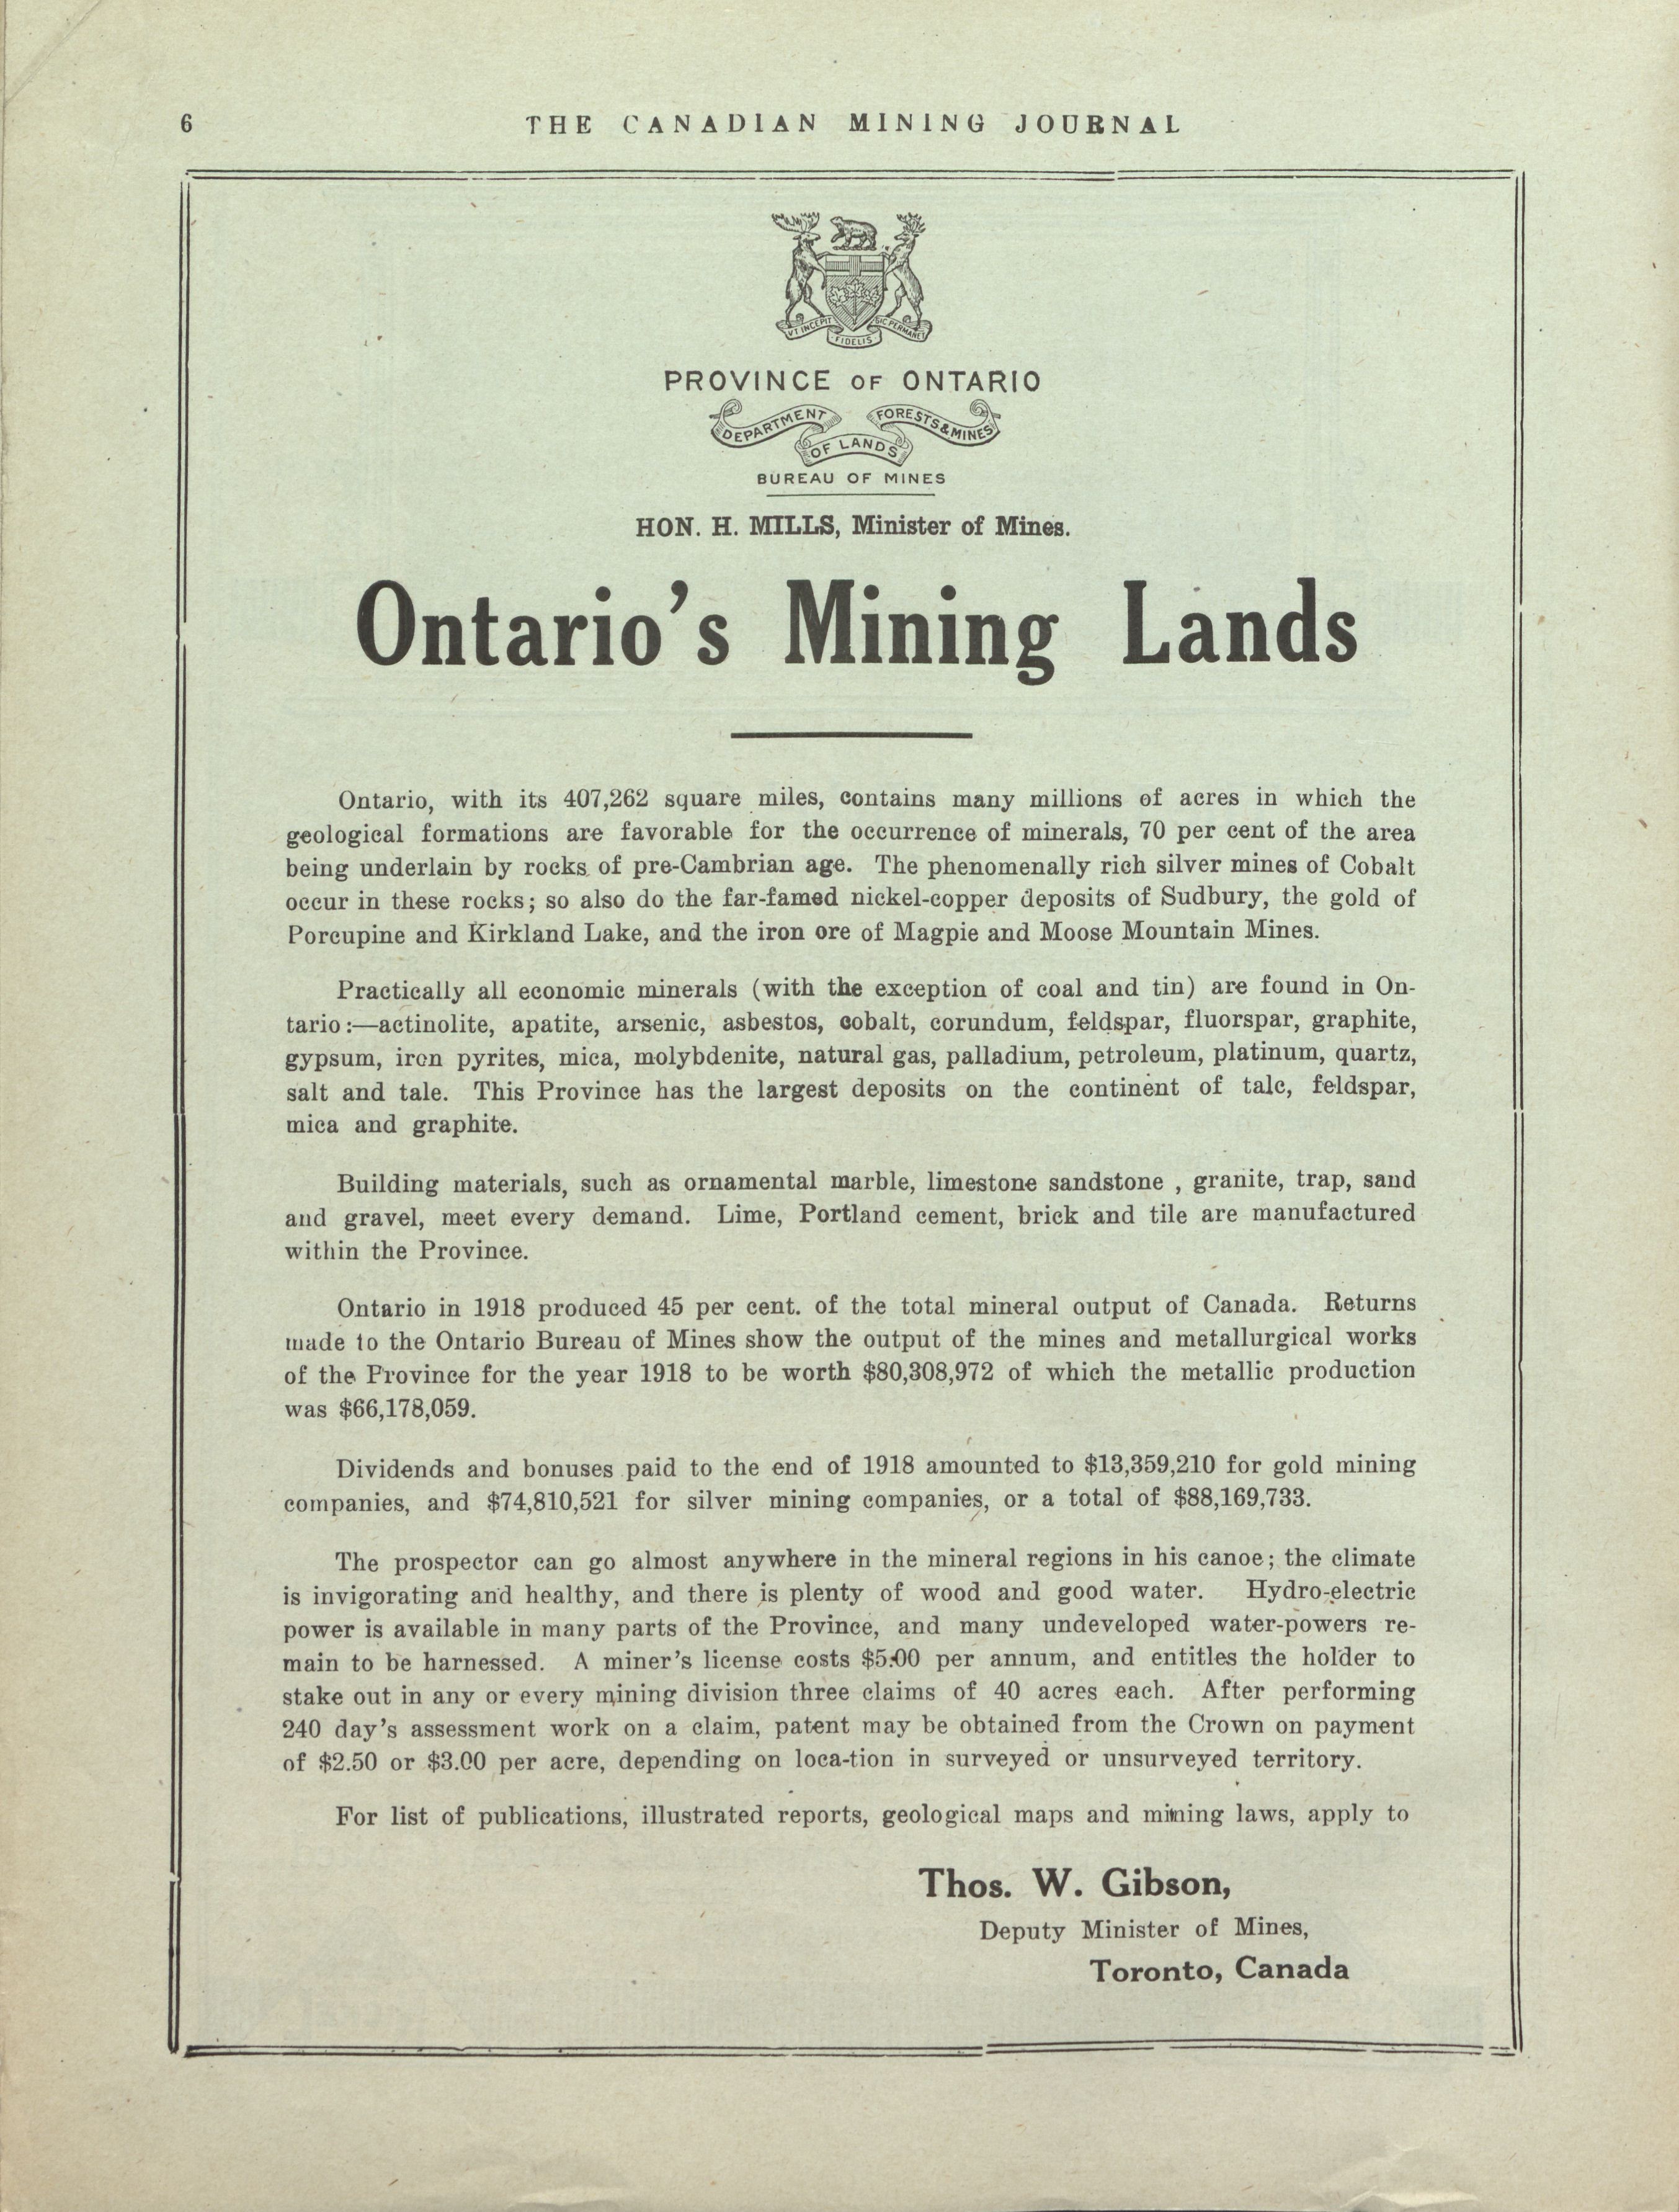 6
THE CANADIAN MINING JOURNAL
VT INCEPIT
SIC PERMANET
FIDELIS
PROVINCE OF ONTARIO
DEPARTMENT
OF LANDS
FORESTS & MINES
BUREAU OF MINES
HON. H. MILLS, Minister of Mines.
Ontario's Mining Lands
Ontario, with its 407,262 square miles, contains many millions of acres in which the
geological formations are favorable for the occurrence of minerals, 70 per cent of the area
being underlain by rocks of pre-Cambrian age. The phenomenally rich silver mines of Cobalt
occur in these rocks; so also do the far-famed nickel-copper deposits of Sudbury, the gold of
Porcupine and Kirkland Lake, and the iron ore of Magpie and Moose Mountain Mines.
Practically all economic minerals (with the exception of coal and tin) are found in On-
tario:—actinolite, apatite, arsenic, asbestos, cobalt, corundum, feldspar, fluorspar, graphite,
gypsum, iron pyrites, mica, molybdenite, natural gas, palladium, petroleum, platinum, quartz,
salt and tale. This Province has the largest deposits on the continent of talc, feldspar,
mica and graphite.
Building materials, such as ornamental marble, limestone sandstone , granite, trap, sand
and gravel, meet every demand. Lime, Portland cement, brick and tile are manufactured
within the Province.
Ontario in 1918 produced 45 per cent. of the total mineral output of Canada. Returns
made to the Ontario Bureau of Mines show the output of the mines and metallurgical works
of the Province for the year 1918 to be worth $80,308,972 of which the metallic production
was $66,178,059.
Dividends and bonuses paid to the end of 1918 amounted to $13,359,210 for gold mining
companies, and $74,810,521 for silver mining companies, or a total of $88,169,733.
The prospector can go almost anywhere in the mineral regions in his canoe; the climate
is invigorating and healthy, and there is plenty of wood and good water. Hydro-electric
power is available in many parts of the Province, and many undeveloped water-powers re-
main to be harnessed. A miner's license costs $5.00 per annum, and entitles the holder to
stake out in any or every mining division three claims of 40 acres each. After performing
240 day's assessment work on a claim, patent may be obtained from the Crown on payment
of $2.50 or $3.00 per acre, depending on loca-tion in surveyed or unsurveyed territory.
For list of publications, illustrated reports, geological maps and mining laws, apply to
Thos. W. Gibson,
Deputy Minister of Mines,
Toronto, Canada